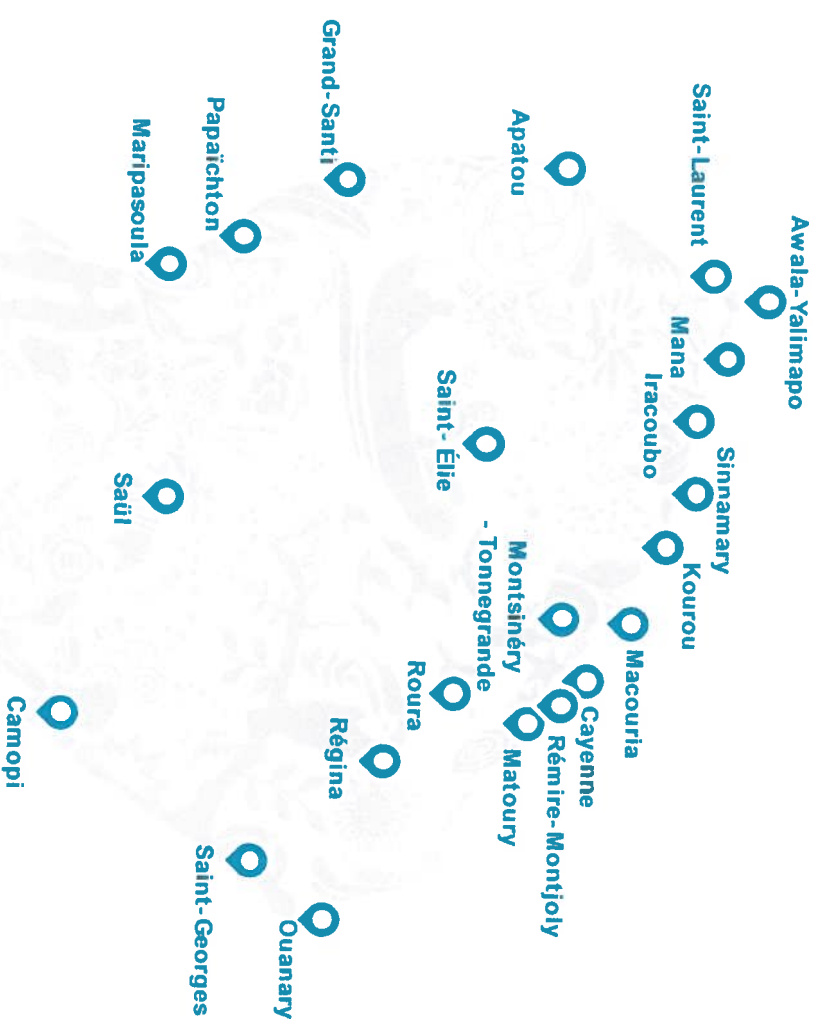 Awala-Yalimapo
Saint-Laurent
Mana
Iracoubo
Sinnamary
Kourou
Macouria
Apatou
Montsinéry
- Tonnegrande
Cayenne
Rémire-Montjoly
Matoury
Saint- Élie
Roura
Grand-Santi
Régina
Papaïchton
Ouanary
Maripasoula
Saint-Georges
Saül
Camopi